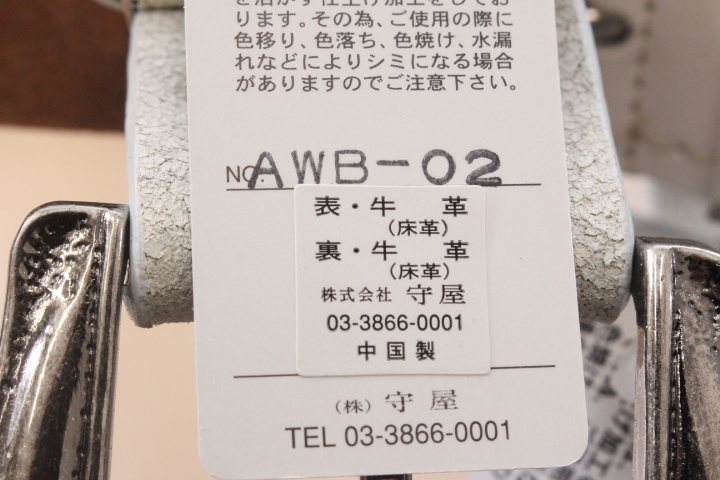 を活かす仕上げ加工をしてお
ります。その為、ご使用の際に
色移り、色落ち、色焼け、水漏
れなどによりシミになる場合
がありますのでご注意下さい。
NO. AWB-02
表・牛 革
(床革)
裏・牛 革
(床革)
株式会社 守屋
03-3866-0001
中国製
(株) 守屋
TEL 03-3866-0001